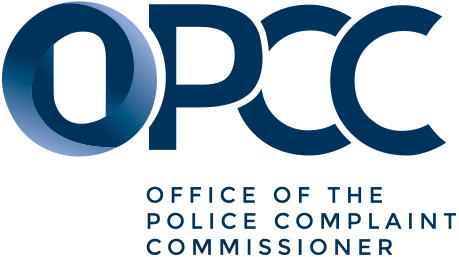 OPCC
OFFICE OF THE
POLICE COMPLAINT
COMMISSIONER